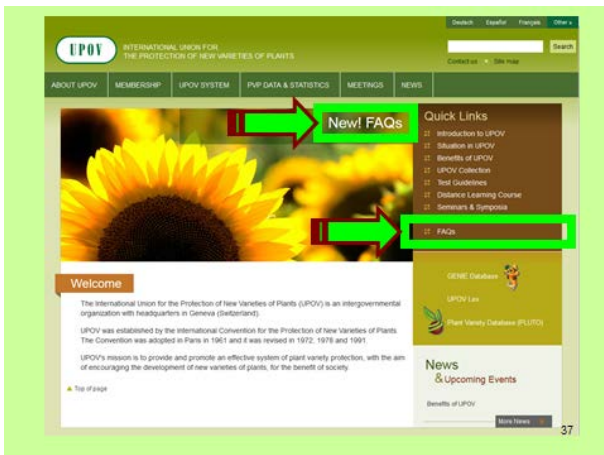 Deutsch Español Français Other »
UPOV
INTERNATIONAL UNION FOR
THE PROTECTION OF NEW VARIETIES OF PLANTS
Search
Contact us Site map
ABOUT UPOV MEMBERSHIP UPOV SYSTEM PVP DATA & STATISTICS MEETINGS NEWS
New! FAQs
Quick Links
Introduction to UPOV
Situation in UPOV
Benefits of UPOV
UPOV Collection
Test Guidelines
Distance Learning Course
Seminars & Symposia
FAQs
GENIE Database
UPOV Lex
Plant Variety Database (PLUTO)
Welcome
The International Union for the Protection of New Varieties of Plants (UPOV) is an intergovernmental
organization with headquarters in Geneva (Switzerland).
UPOV was established by the International Convention for the Protection of New Varieties of Plants.
The Convention was adopted in Paris in 1961 and it was revised in 1972, 1978 and 1991.
UPOV's mission is to provide and promote an effective system of plant variety protection, with the aim
of encouraging the development of new varieties of plants, for the benefit of society.
Top of page
News
& Upcoming Events
Benefits of UPOV
More News
37